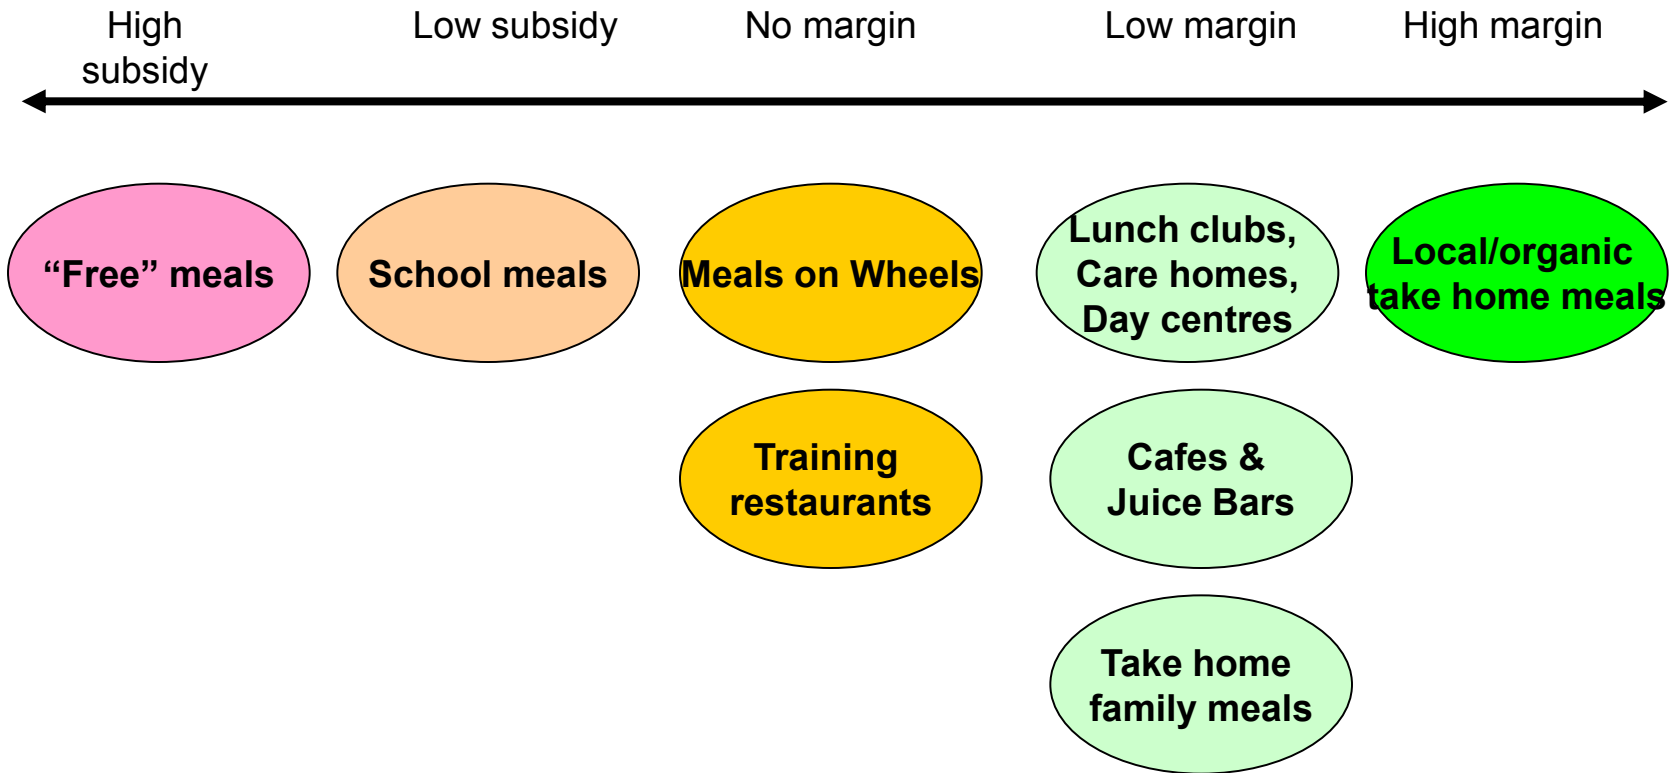 High
subsidy
Low subsidy
No margin
Low margin
High margin
“Free” meals
School meals
Meals on Wheels
Lunch clubs,
Care homes,
Day centres
Local/organic
take home meals
Training
restaurants
Cafes &
Juice Bars
Take home
family meals